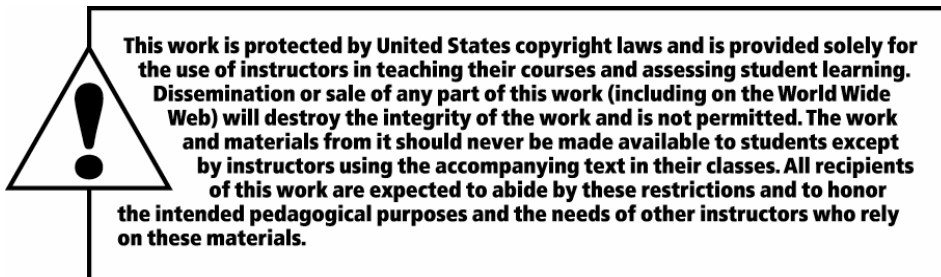 This work is protected by United States copyright laws and is provided solely for
the use of instructors in teaching their courses and assessing student learning.
Dissemination or sale of any part of this work (including on the World Wide
Web) will destroy the integrity of the work and is not permitted. The work
and materials from it should never be made available to students except
by instructors using the accompanying text in their classes. All recipients
of this work are expected to abide by these restrictions and to honor
the intended pedagogical purposes and the needs of other instructors who rely
on these materials.